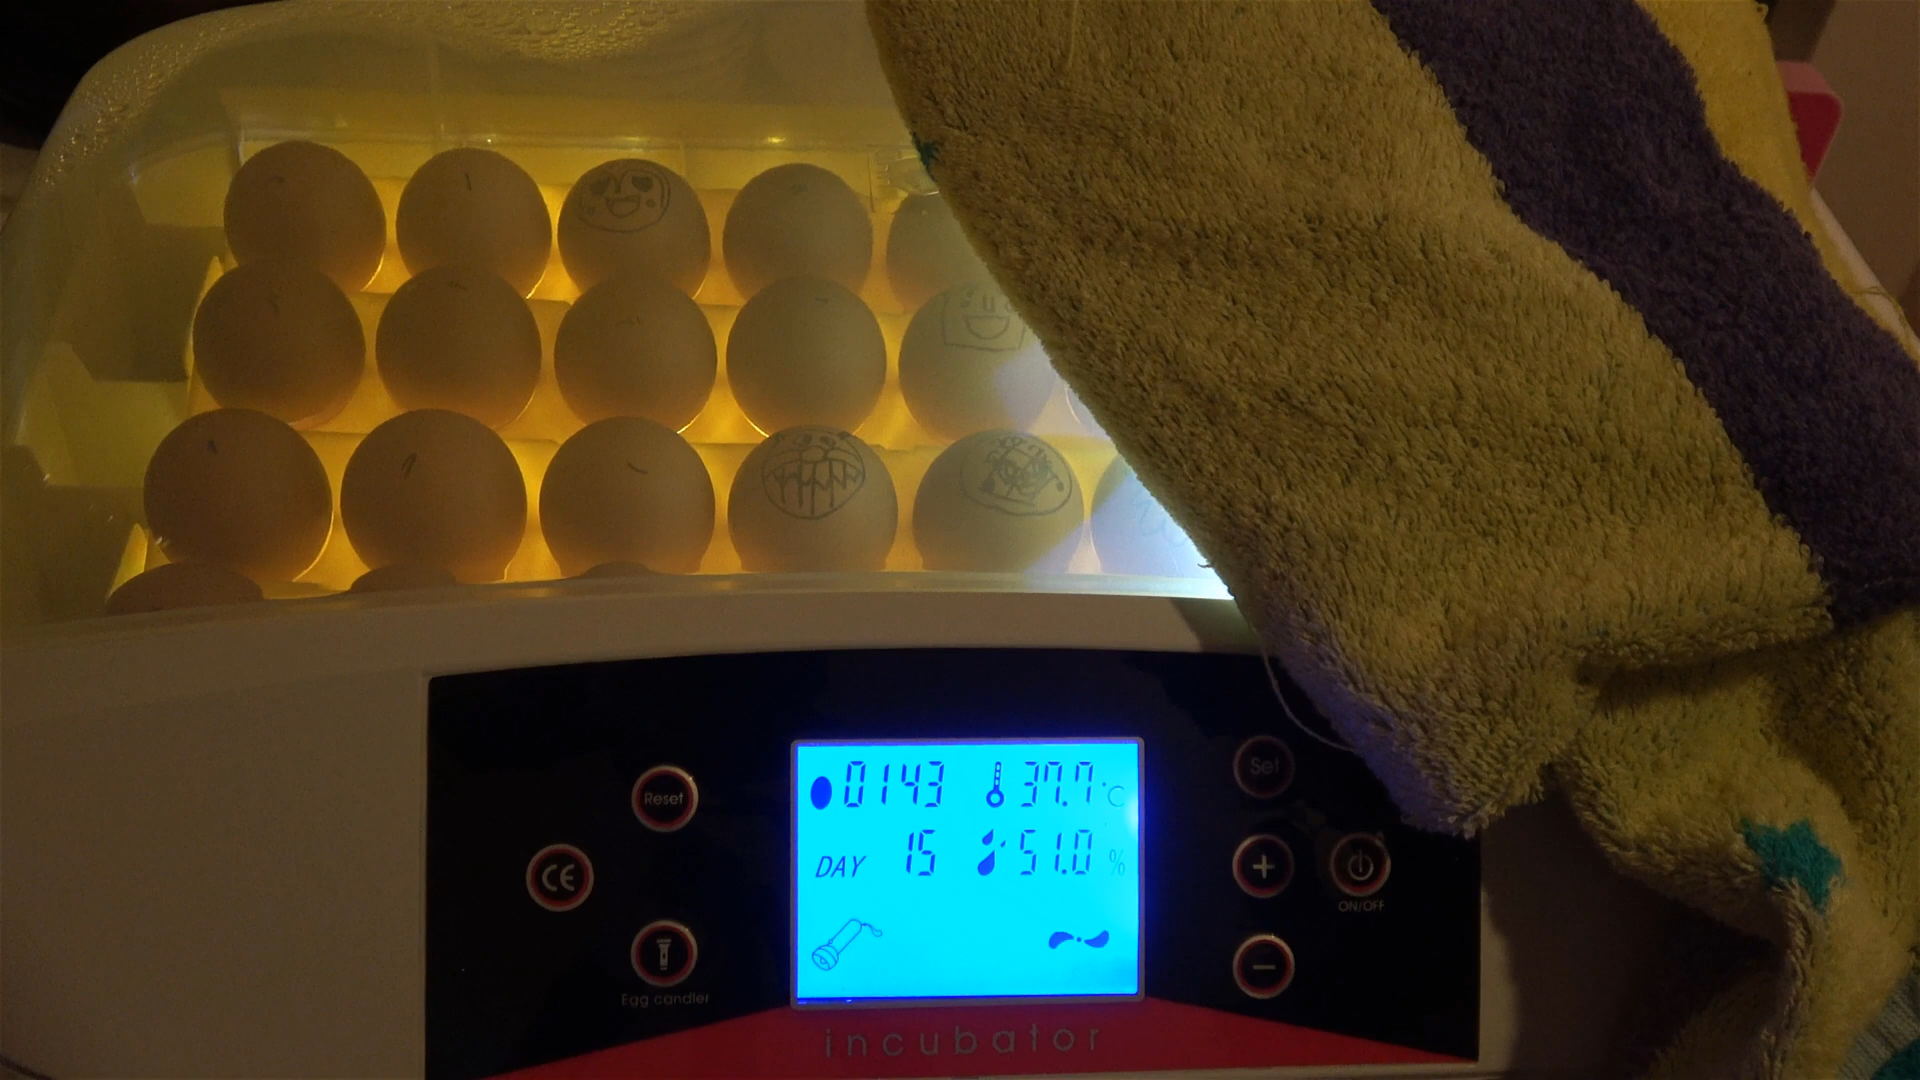 Reset
CE
Egg candler
0143 37.7 °C
DAY 15 51.0 %
Set
+
ON/OFF
−
incubator